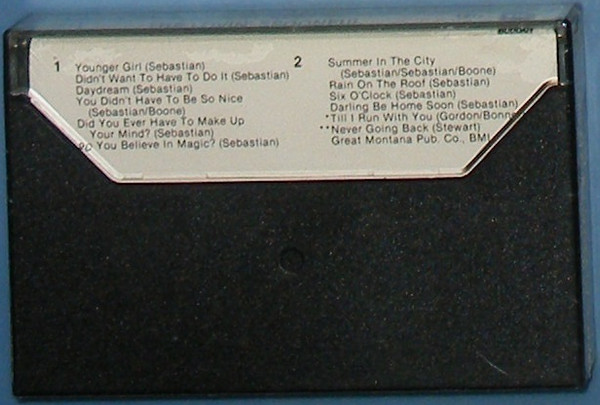 1
Younger Girl (Sebastian)
Didn't Want To Have To Do It (Sebastian)
Daydream (Sebastian)
You Didn't Have To Be So Nice
(Sebastian/Boone)
Did You Ever Have To Make Up
Your Mind? (Sebastian)
You Believe In Magic? (Sebastian)
2
Summer In The City
(Sebastian/Sebastian/Boone)
Rain On The Roof (Sebastian)
Six O'Clock (Sebastian)
Darling Be Home Soon (Sebastian)
*Till I Run With You (Gordon/Bonne
**Never Going Back (Stewart)
Great Montana Pub. Co., BMI